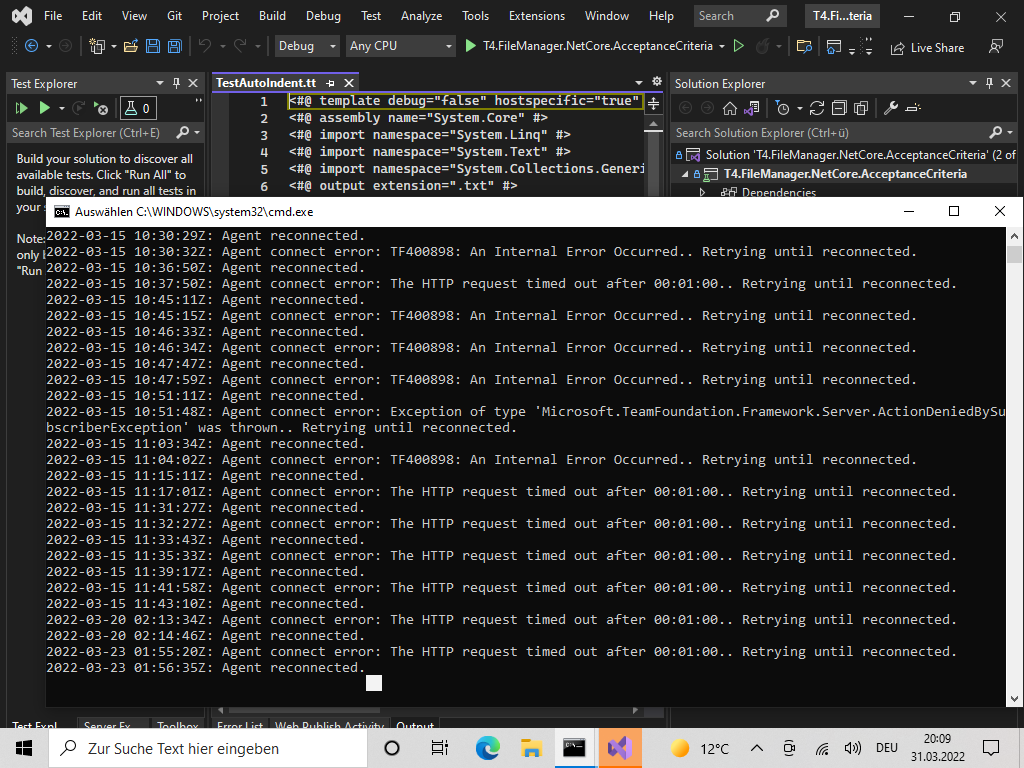 File Edit View Git Project Build Debug Test Analyze Tools Extensions Window Help Search T4.Fi...teria
Debug Any CPU T4.FileManager.NetCore.AcceptanceCriteria Live Share
Test Explorer
0
Search Test Explorer (Ctrl+E)
Build your solution to discover all
available tests. Click "Run All" to
build, discover, and run all tests in
your
Note:
only
"Run
TestAutoIndent.tt
1 <#@ template debug="false" hostspecific="true"
2 <#@ assembly name="System.Core" #>
3 <#@ import namespace="System.Linq" #>
4 <#@ import namespace="System.Text" #>
5 <#@ import namespace="System.Collections.Generi
6 <#@ output extension=".txt" #>
Solution Explorer
Search Solution Explorer (Ctrl+ü)
Solution 'T4.FileManager.NetCore.AcceptanceCriteria' (2 of
T4.FileManager.NetCore.AcceptanceCriteria
Dependencies
Auswählen C:\WINDOWS\system32\cmd.exe
2022-03-15 10:30:29Z: Agent reconnected.
2022-03-15 10:30:32Z: Agent connect error: TF400898: An Internal Error Occurred.. Retrying until reconnected.
2022-03-15 10:36:50Z: Agent reconnected.
2022-03-15 10:37:50Z: Agent connect error: The HTTP request timed out after 00:01:00.. Retrying until reconnected.
2022-03-15 10:45:11Z: Agent reconnected.
2022-03-15 10:45:15Z: Agent connect error: TF400898: An Internal Error Occurred.. Retrying until reconnected.
2022-03-15 10:46:33Z: Agent reconnected.
2022-03-15 10:46:34Z: Agent connect error: TF400898: An Internal Error Occurred.. Retrying until reconnected.
2022-03-15 10:47:47Z: Agent reconnected.
2022-03-15 10:47:59Z: Agent connect error: TF400898: An Internal Error Occurred.. Retrying until reconnected.
2022-03-15 10:51:11Z: Agent reconnected.
2022-03-15 10:51:48Z: Agent connect error: Exception of type 'Microsoft.TeamFoundation.Framework.Server.ActionDeniedBySu
bscriberException' was thrown.. Retrying until reconnected.
2022-03-15 11:03:34Z: Agent reconnected.
2022-03-15 11:04:02Z: Agent connect error: TF400898: An Internal Error Occurred.. Retrying until reconnected.
2022-03-15 11:15:11Z: Agent reconnected.
2022-03-15 11:17:01Z: Agent connect error: The HTTP request timed out after 00:01:00.. Retrying until reconnected.
2022-03-15 11:31:27Z: Agent reconnected.
2022-03-15 11:32:27Z: Agent connect error: The HTTP request timed out after 00:01:00.. Retrying until reconnected.
2022-03-15 11:33:43Z: Agent reconnected.
2022-03-15 11:35:33Z: Agent connect error: The HTTP request timed out after 00:01:00.. Retrying until reconnected.
2022-03-15 11:39:17Z: Agent reconnected.
2022-03-15 11:41:58Z: Agent connect error: The HTTP request timed out after 00:01:00.. Retrying until reconnected.
2022-03-15 11:43:10Z: Agent reconnected.
2022-03-20 02:13:34Z: Agent connect error: The HTTP request timed out after 00:01:00.. Retrying until reconnected.
2022-03-20 02:14:46Z: Agent reconnected.
2022-03-23 01:55:20Z: Agent connect error: The HTTP request timed out after 00:01:00.. Retrying until reconnected.
2022-03-23 01:56:35Z: Agent reconnected.
Test Expl... Server Ex... Toolbox Error List Web Publish Activity Output
Zur Suche Text hier eingeben
12°C
DEU
20:09
31.03.2022